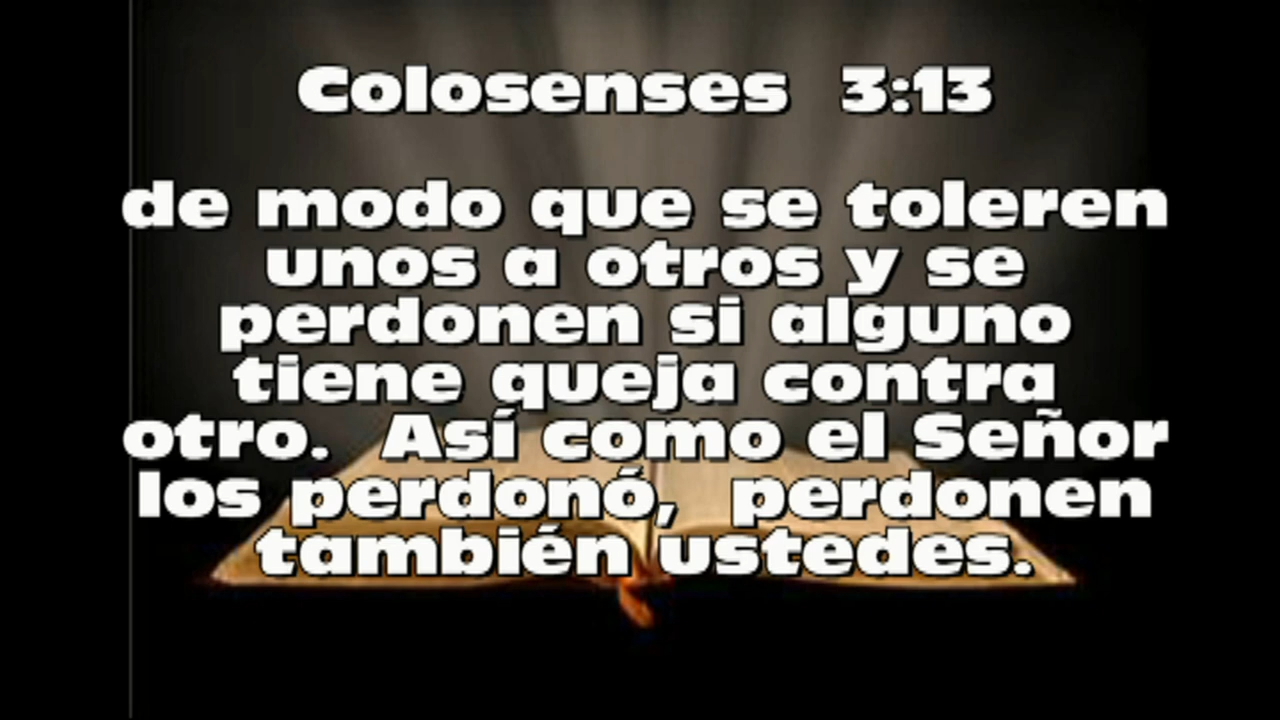 Colosenses 3:13
de modo que se toleren
unos a otros y se
perdonen si alguno
tiene queja contra
otro. Así como el Señor
los perdonó, perdonen
también ustedes.